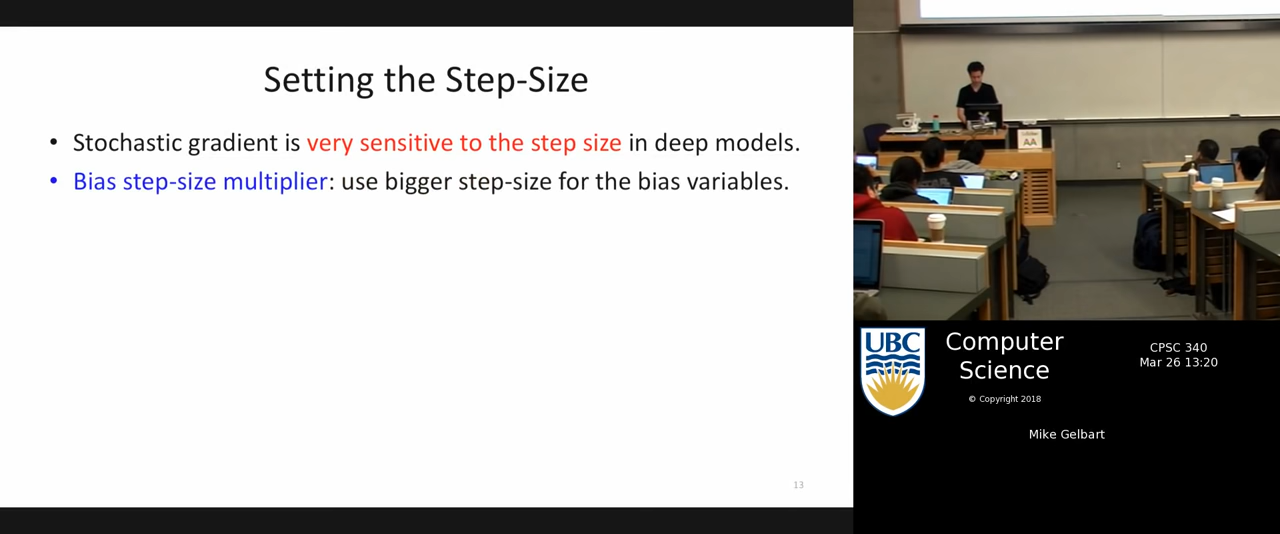 Setting the Step-Size
• Stochastic gradient is very sensitive to the step size in deep models.
• Bias step-size multiplier: use bigger step-size for the bias variables.
13
AA
UBC
Computer
Science
© Copyright 2018
CPSC 340
Mar 26 13:20
Mike Gelbart